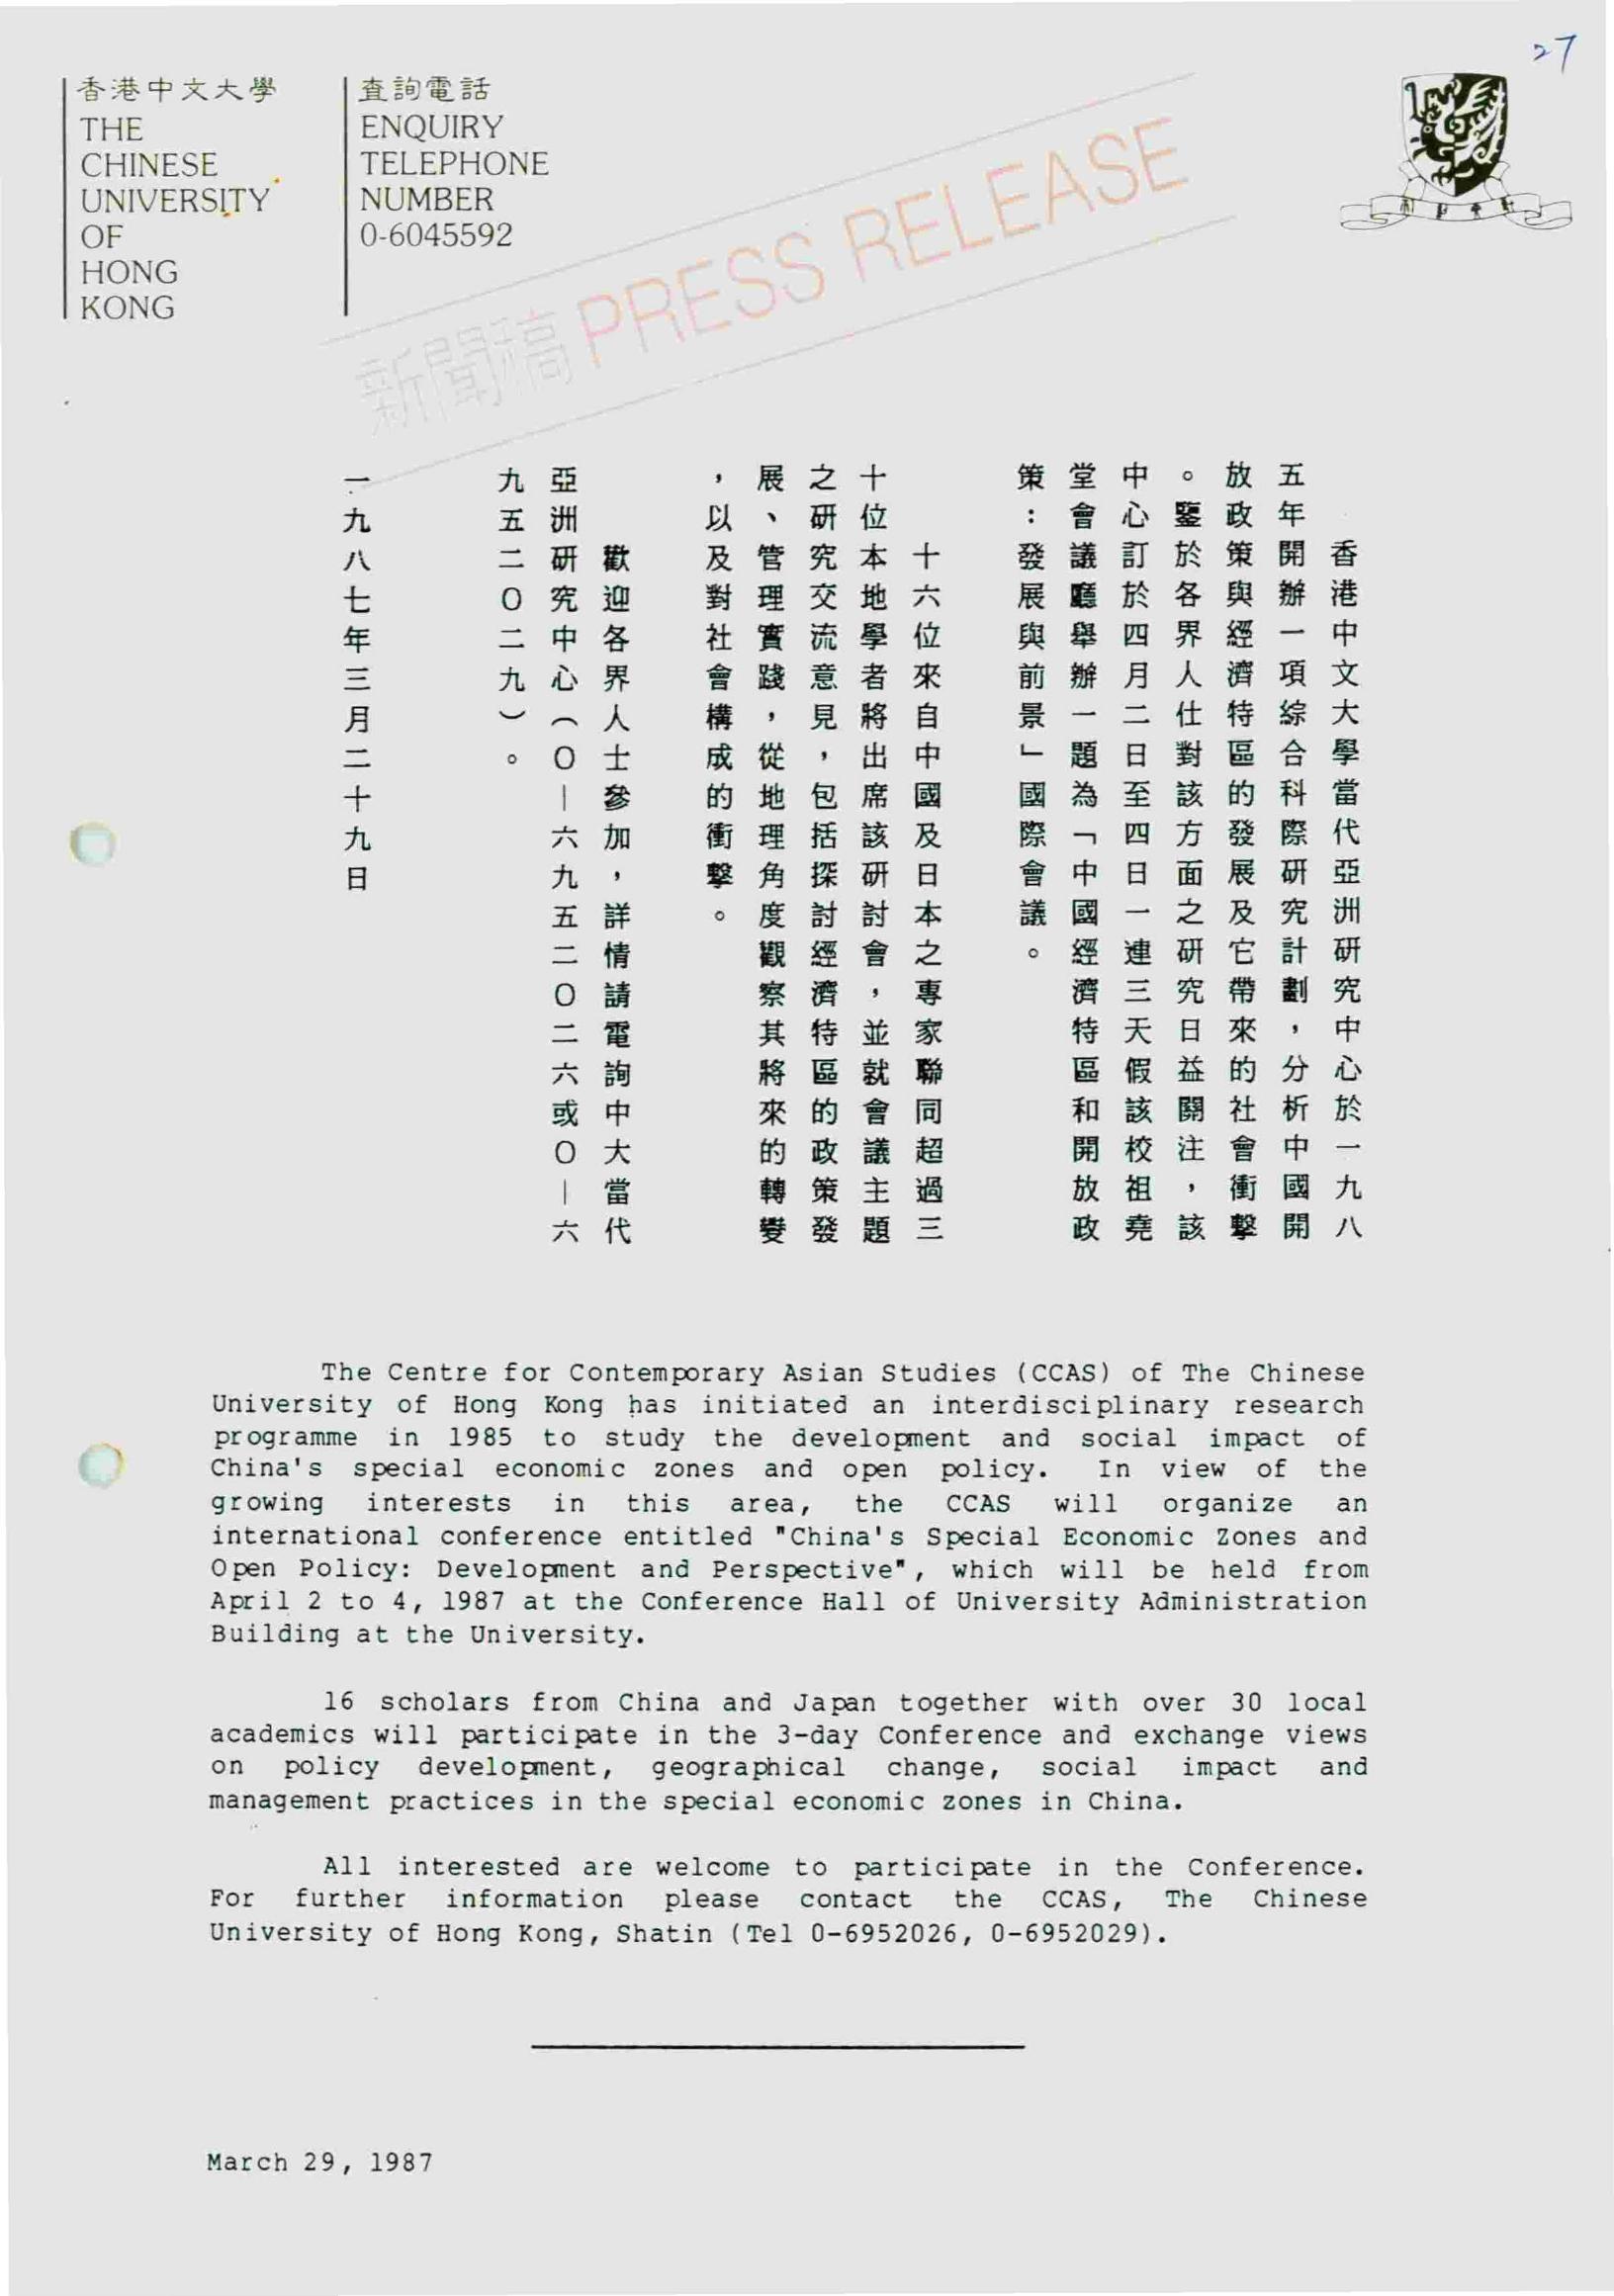 27
香港中文大學
THE
CHINESE
UNIVERSITY
OF
HONG
KONG
查詢電話
ENQUIRY
TELEPHONE
NUMBER
0-6045592
新聞稿 PRESS RELEASE
香港中文大學當代亞洲研究中心於一九八
五年開辦一項綜合科際研究計劃，分析中國開
放政策與經濟特區的發展及它帶來的社會衝擊
。鑒於各界人仕對該方面之研究日益關注，該
中心訂於四月二日至四日一連三天假該校祖堯
堂會議廳舉辦一題為「中國經濟特區和開放政
策：發展與前景」國際會議。
十六位來自中國及日本之專家聯同超過三
十位本地學者將出席該研討會，並就會議主題
之研究交流意見，包括探討經濟特區的政策發
展、管理實踐，從地理角度觀察其將來的轉變
，以及對社會構成的衝擊。
歡迎各界人士參加，詳情請電詢中大當代
亞洲研究中心（０｜六九五二０二六或０｜六
九五二０二九）。
一九八七年三月二十九日
The Centre for Contemporary Asian Studies (CCAS) of The Chinese
University of Hong Kong has initiated an interdisciplinary research
programme in 1985 to study the development and social impact of
China's special economic zones and open policy. In view of the
growing interests in this area, the CCAS will organize an
international conference entitled "China's Special Economic Zones and
Open Policy: Development and Perspective", which will be held from
April 2 to 4, 1987 at the Conference Hall of University Administration
Building at the University.
16 scholars from China and Japan together with over 30 local
academics will participate in the 3-day Conference and exchange views
on policy development, geographical change, social impact and
management practices in the special economic zones in China.
All interested are welcome to participate in the Conference.
For further information please contact the CCAS, The Chinese
University of Hong Kong, Shatin (Tel 0-6952026, 0-6952029).
March 29, 1987